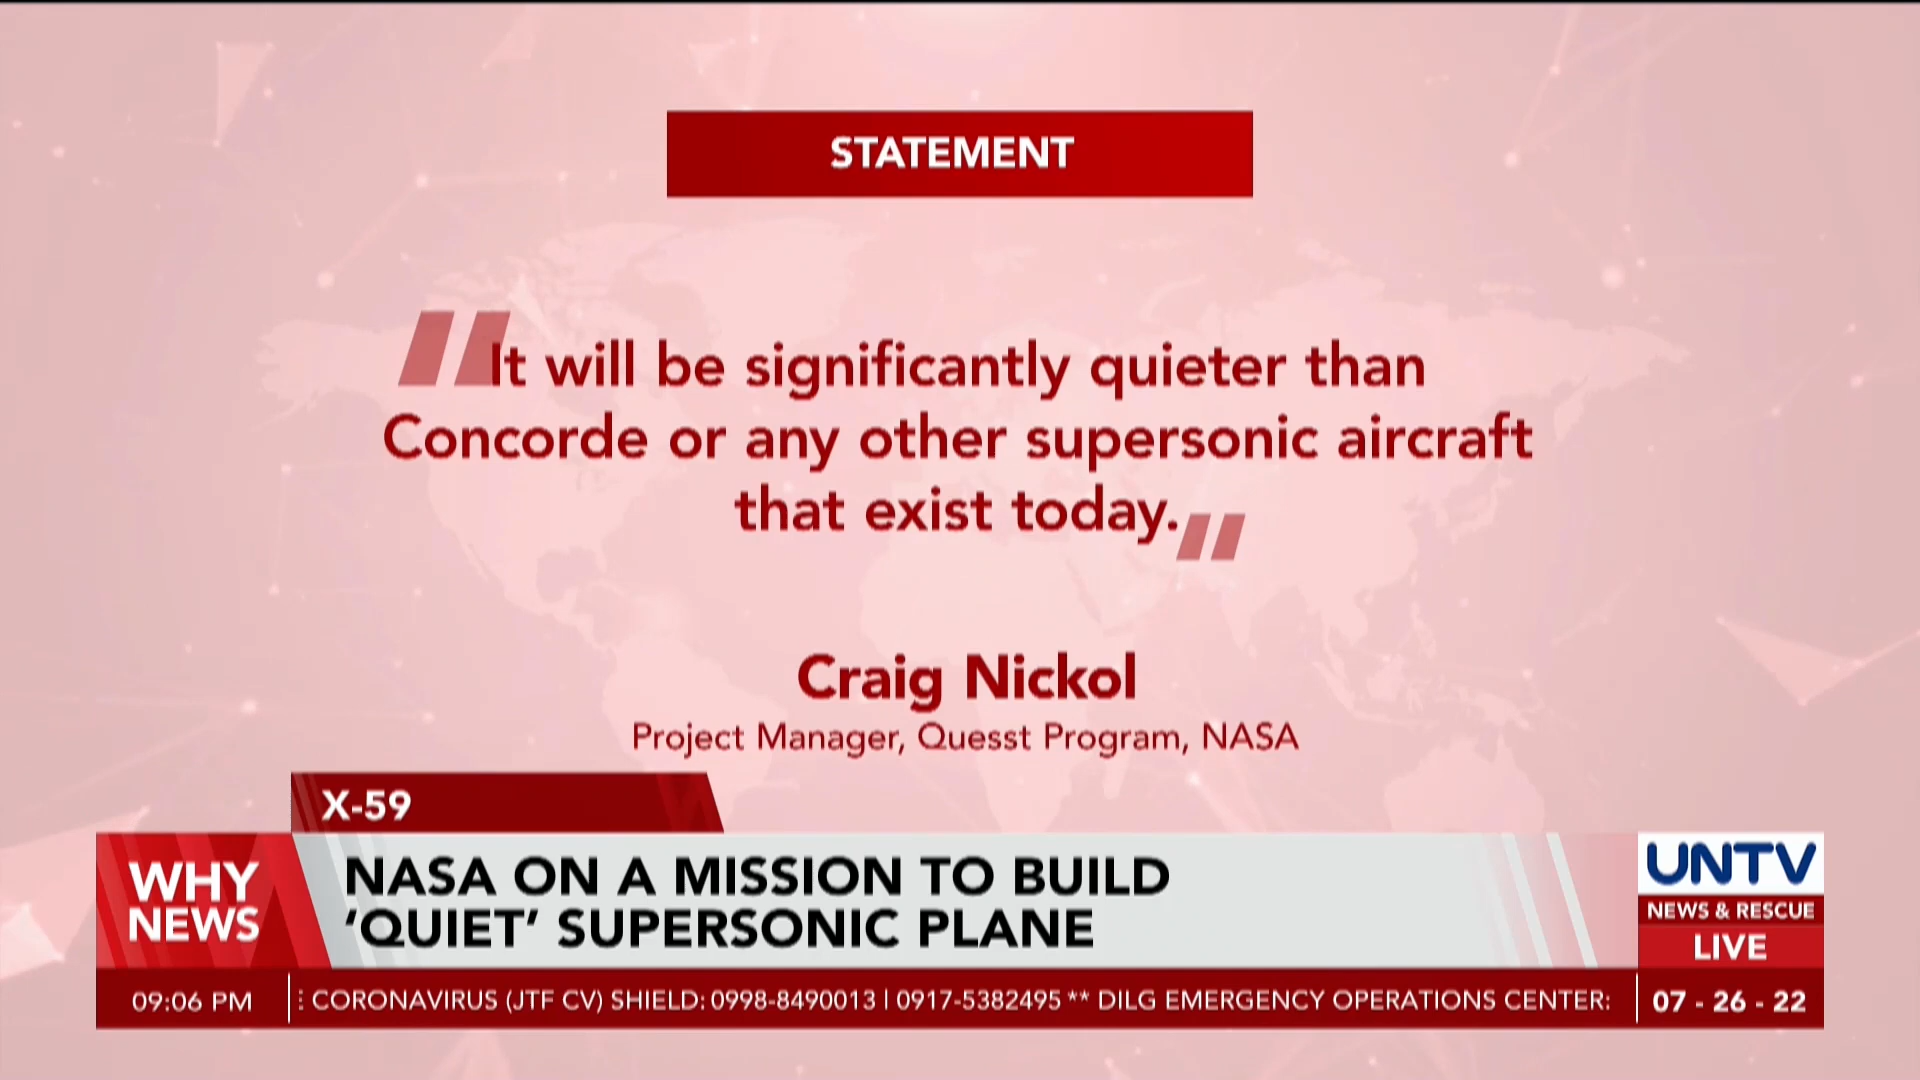 STATEMENT
"It will be significantly quieter than
Concorde or any other supersonic aircraft
that exist today."
Craig Nickol
Project Manager, Quesst Program, NASA
X-59
WHY
NEWS
NASA ON A MISSION TO BUILD
‘QUIET’ SUPERSONIC PLANE
UNTV
NEWS & RESCUE
LIVE
09:06 PM
: CORONAVIRUS (JTF CV) SHIELD: 0998-8490013 | 0917-5382495 ** DILG EMERGENCY OPERATIONS CENTER:
07 - 26 - 22